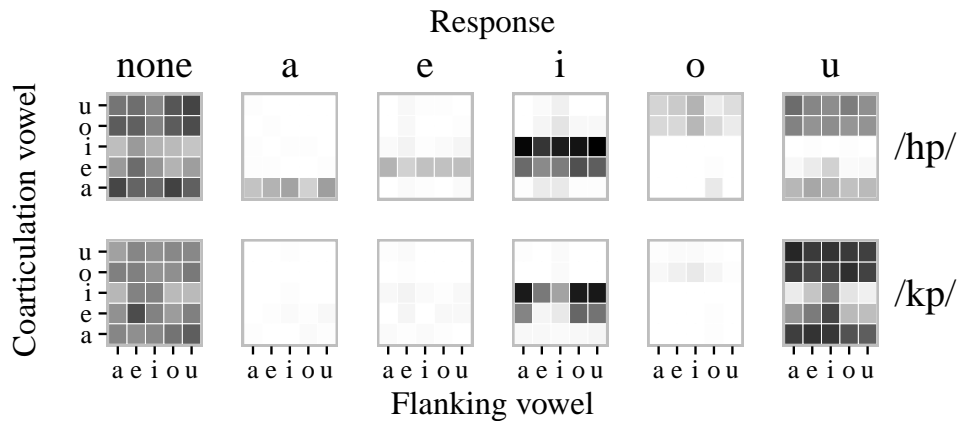 Response
none a e i o u
Coarticulation vowel
u
o
i
e
a
/hp/
u
o
i
e
a
/kp/
a e i o u a e i o u a e i o u a e i o u a e i o u a e i o u
Flanking vowel